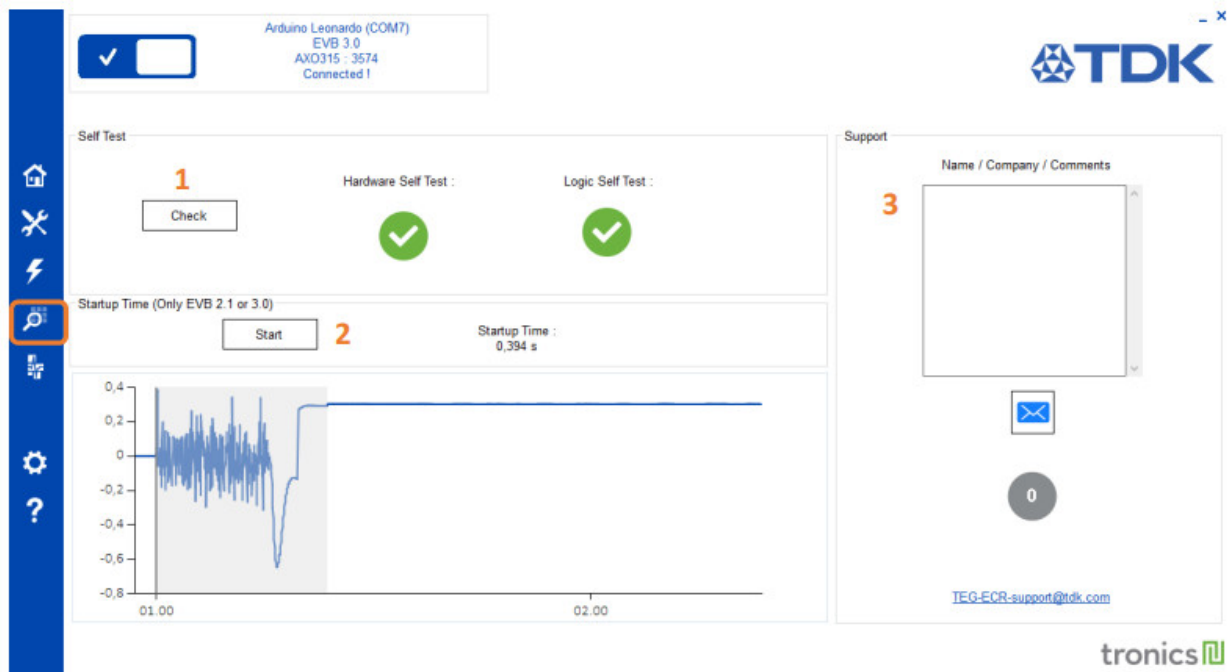 Arduino Leonardo (COM7)
EVB 3.0
AXO315 : 3574
Connected !
TDK
Self Test
1
Check
Hardware Self Test :
Logic Self Test :
Startup Time (Only EVB 2.1 or 3.0)
Start
2
Startup Time :
0,394 s
0,4
0,2
0
-0,2
-0,4
-0,6
-0,8
01.00
02.00
Support
Name / Company / Comments
3
0
TEG-ECR-support@tdk.com
?
tronics